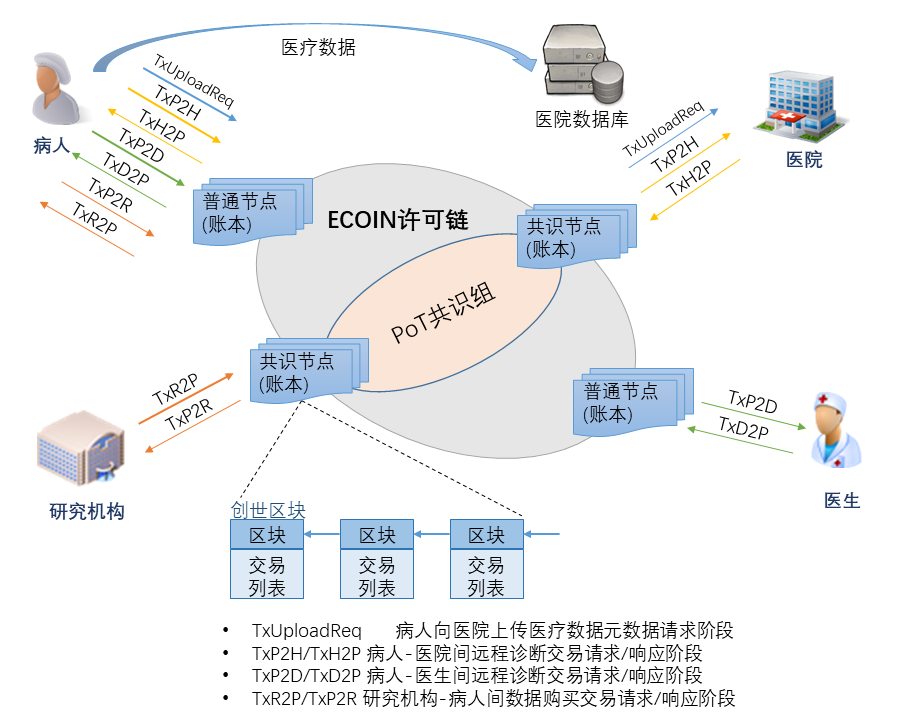 医疗数据
TxUploadReq
TxP2H
TxH2P
TxP2D
TxD2P
TxP2R
TxR2P
病人
医院数据库
TxUploadReq
TxP2H
TxH2P
医院
普通节点
(账本)
ECOIN许可链
共识节点
(账本)
PoT共识组
共识节点
(账本)
普通节点
(账本)
TxR2P
TxP2R
研究机构
TxP2D
TxD2P
医生
创世区块
区块
区块
区块
交易
列表
交易
列表
交易
列表
• TxUploadReq 病人向医院上传医疗数据元数据请求阶段
• TxP2H/TxH2P 病人-医院间远程诊断交易请求/响应阶段
• TxP2D/TxD2P 病人-医生间远程诊断交易请求/响应阶段
• TxR2P/TxP2R 研究机构-病人间数据购买交易请求/响应阶段